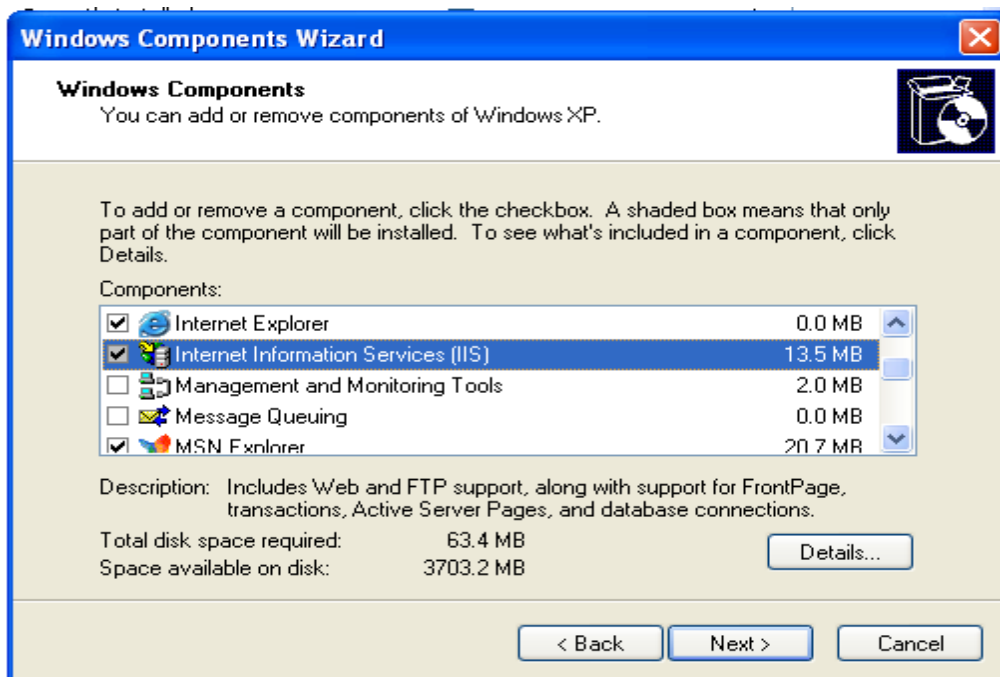 Windows Components Wizard
Windows Components
You can add or remove components of Windows XP.
To add or remove a component, click the checkbox. A shaded box means that only
part of the component will be installed. To see what's included in a component, click
Details.
Components:
Internet Explorer 0.0 MB
Internet Information Services (IIS) 13.5 MB
Management and Monitoring Tools 2.0 MB
Message Queuing 0.0 MB
MSN Explorer 20.7 MB
Description: Includes Web and FTP support, along with support for FrontPage,
transactions, Active Server Pages, and database connections.
Total disk space required: 63.4 MB
Space available on disk: 3703.2 MB
Details...
< Back Next > Cancel